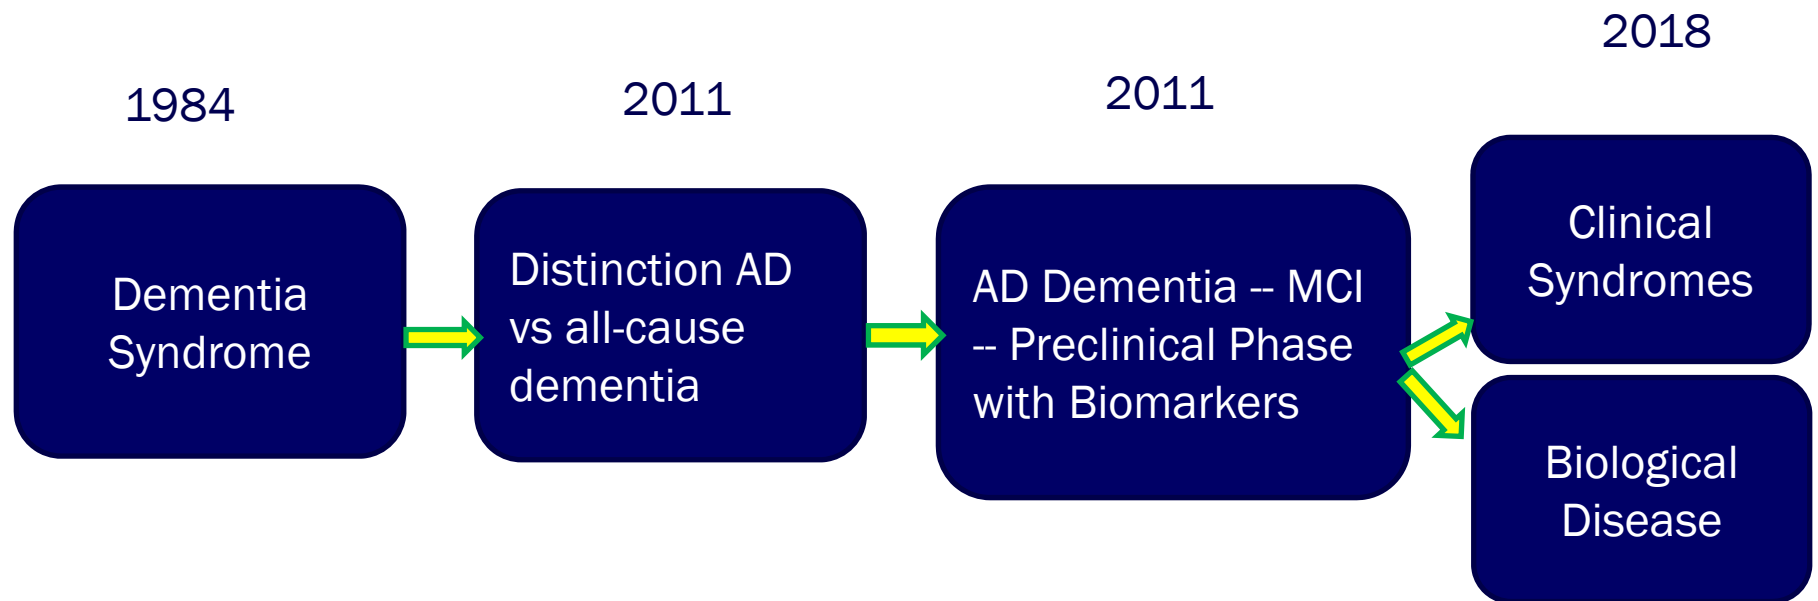 2018
1984
2011
2011
Dementia
Syndrome
Distinction AD
vs all-cause
dementia
AD Dementia -- MCI
-- Preclinical Phase
with Biomarkers
Clinical
Syndromes
Biological
Disease